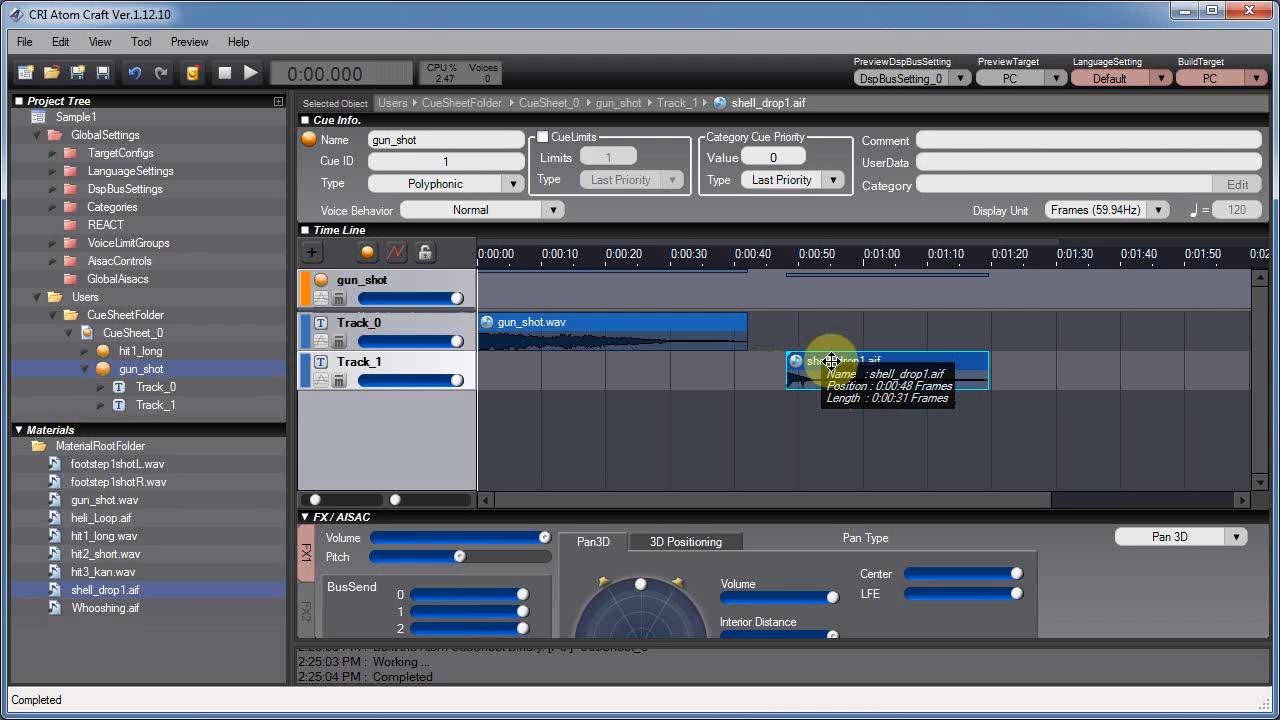 CRI Atom Craft Ver.1.12.10
File Edit View Tool Preview Help
0:00.000
CPU % 2.47
Voices 0
PreviewDspBusSetting PreviewTarget LanguageSetting BuildTarget
DspBusSetting_0 PC Default PC
Project Tree
Sample1
GlobalSettings
TargetConfigs
LanguageSettings
DspBusSettings
Categories
REACT
VoiceLimitGroups
AisacControls
GlobalAisacs
Users
CueSheetFolder
CueSheet_0
hit1_long
gun_shot
Track_0
Track_1
Materials
MaterialRootFolder
footstep1shotL.wav
footstep1shotR.wav
gun_shot.wav
heli_Loop.aif
hit1_long.wav
hit2_short.wav
hit3_kan.wav
shell_drop1.aif
Whooshing.aif
Selected Object Users CueSheetFolder CueSheet_0 gun_shot Track_1 shell_drop1.aif
Cue Info.
Name gun_shot
Cue ID 1
Type Polyphonic
CueLimits
Limits 1
Type Last Priority
Category Cue Priority
Value 0
Type Last Priority
Comment
UserData
Category Edit
Voice Behavior Normal
Display Unit Frames (59.94Hz) = 120
Time Line
0:00:00 0:00:10 0:00:20 0:00:30 0:00:40 0:00:50 0:01:00 0:01:10 0:01:20 0:01:30 0:01:40 0:01:50
gun_shot
Track_0
gun_shot.wav
Track_1
Name : shell_drop1.aif
Position : 0:00:48 Frames
Length : 0:00:31 Frames
FX / AISAC
FX1
FX2
Volume
Pitch
BusSend
0
1
2
Pan3D 3D Positioning
Pan Type Pan 3D
Volume
Interior Distance
Center
LFE
2:25:03 PM : Working ...
2:25:04 PM : Completed
Completed